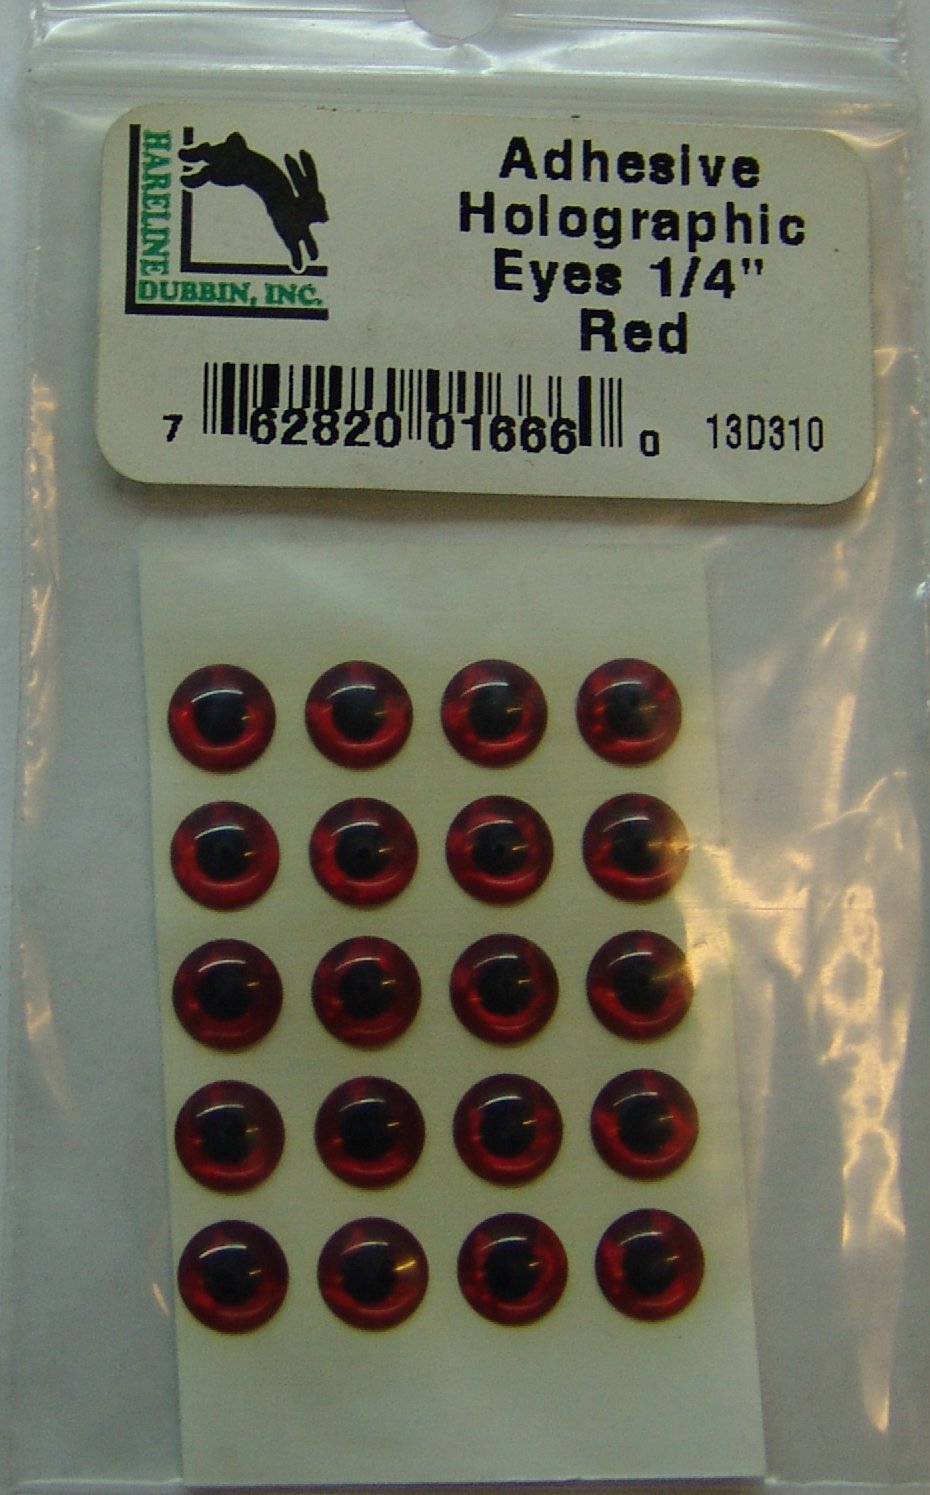 HARELINE
DUBBIN, INC.
Adhesive
Holographic
Eyes 1/4"
Red
7 62820 01666 0 13D310